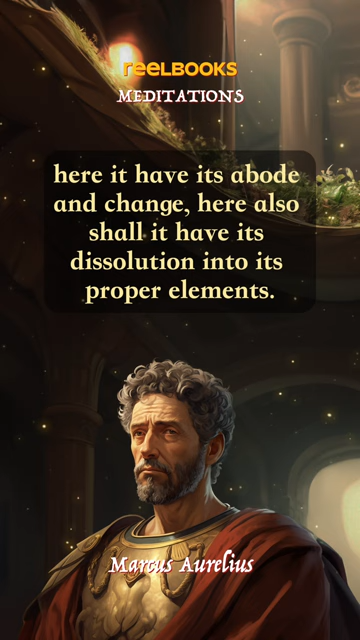 reelbooks
MEDITATIONS
here it have its abode
and change, here also
shall it have its
dissolution into its
proper elements.
Marcus Aurelius